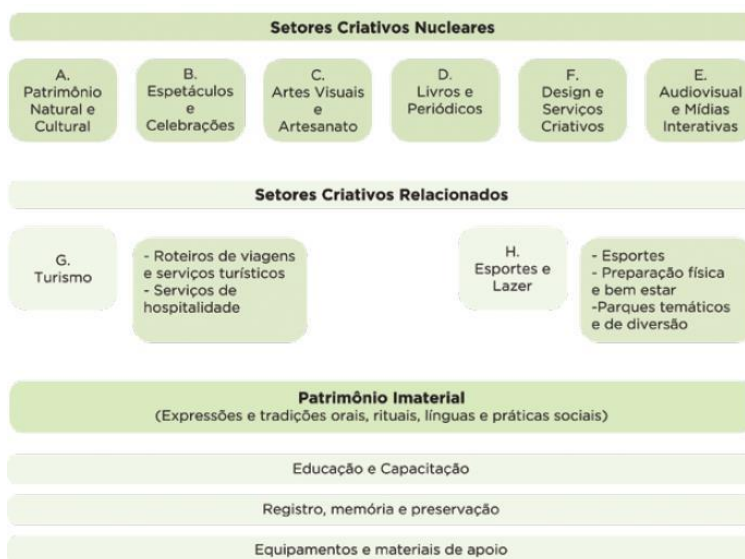 Setores Criativos Nucleares
A.
Patrimônio
Natural e
Cultural
B.
Espetáculos
e
Celebrações
C.
Artes Visuais
e
Artesanato
D.
Livros e
Periódicos
F.
Design e
Serviços
Criativos
E.
Audiovisual
e Mídias
Interativas
Setores Criativos Relacionados
G.
Turismo
- Roteiros de viagens
e serviços turísticos
- Serviços de
hospitalidade
H.
Esportes e
Lazer
- Esportes
- Preparação física
e bem estar
-Parques temáticos
e de diversão
Patrimônio Imaterial
(Expressões e tradições orais, rituais, línguas e práticas sociais)
Educação e Capacitação
Registro, memória e preservação
Equipamentos e materiais de apoio